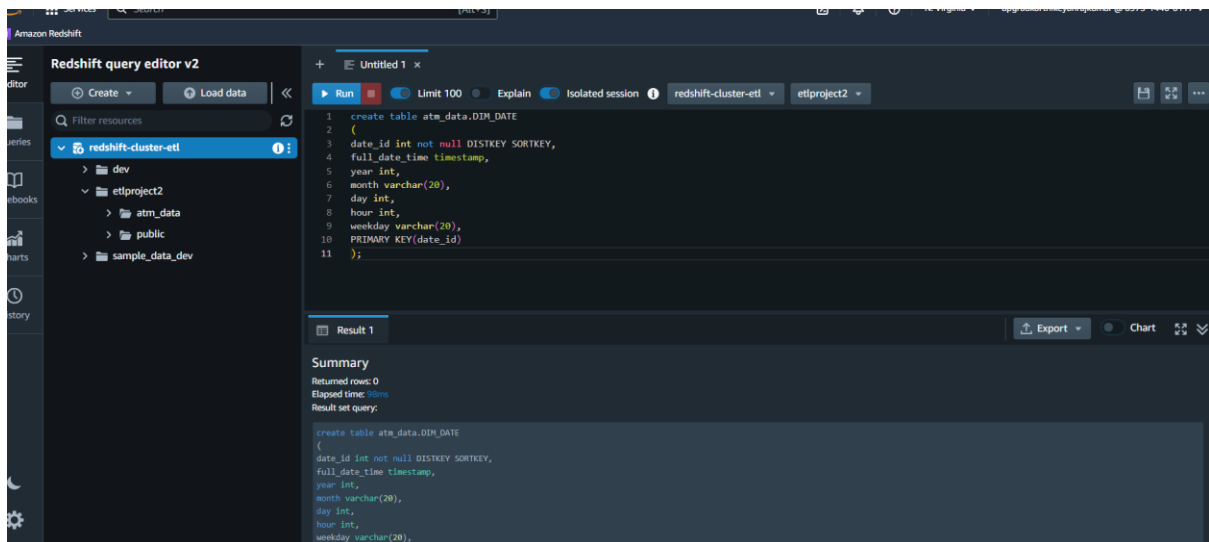 Services Search [Alt+S] N. Virginia
Amazon Redshift
Redshift query editor v2
Create
Load data
Filter resources
redshift-cluster-etl
dev
etlproject2
atm_data
public
sample_data_dev
ditor
ueries
ebooks
harts
story
+ Untitled 1 ×
Run Limit 100 Explain Isolated session redshift-cluster-etl etlproject2
1 create table atm_data.DIM_DATE
2 (
3 date_id int not null DISTKEY SORTKEY,
4 full_date_time timestamp,
5 year int,
6 month varchar(20),
7 day int,
8 hour int,
9 weekday varchar(20),
10 PRIMARY KEY(date_id)
11 );
Result 1
Export Chart
Summary
Returned rows: 0
Elapsed time: 98ms
Result set query:
create table atm_data.DIM_DATE
(
date_id int not null DISTKEY SORTKEY,
full_date_time timestamp,
year int,
month varchar(20),
day int,
hour int,
weekday varchar(20),